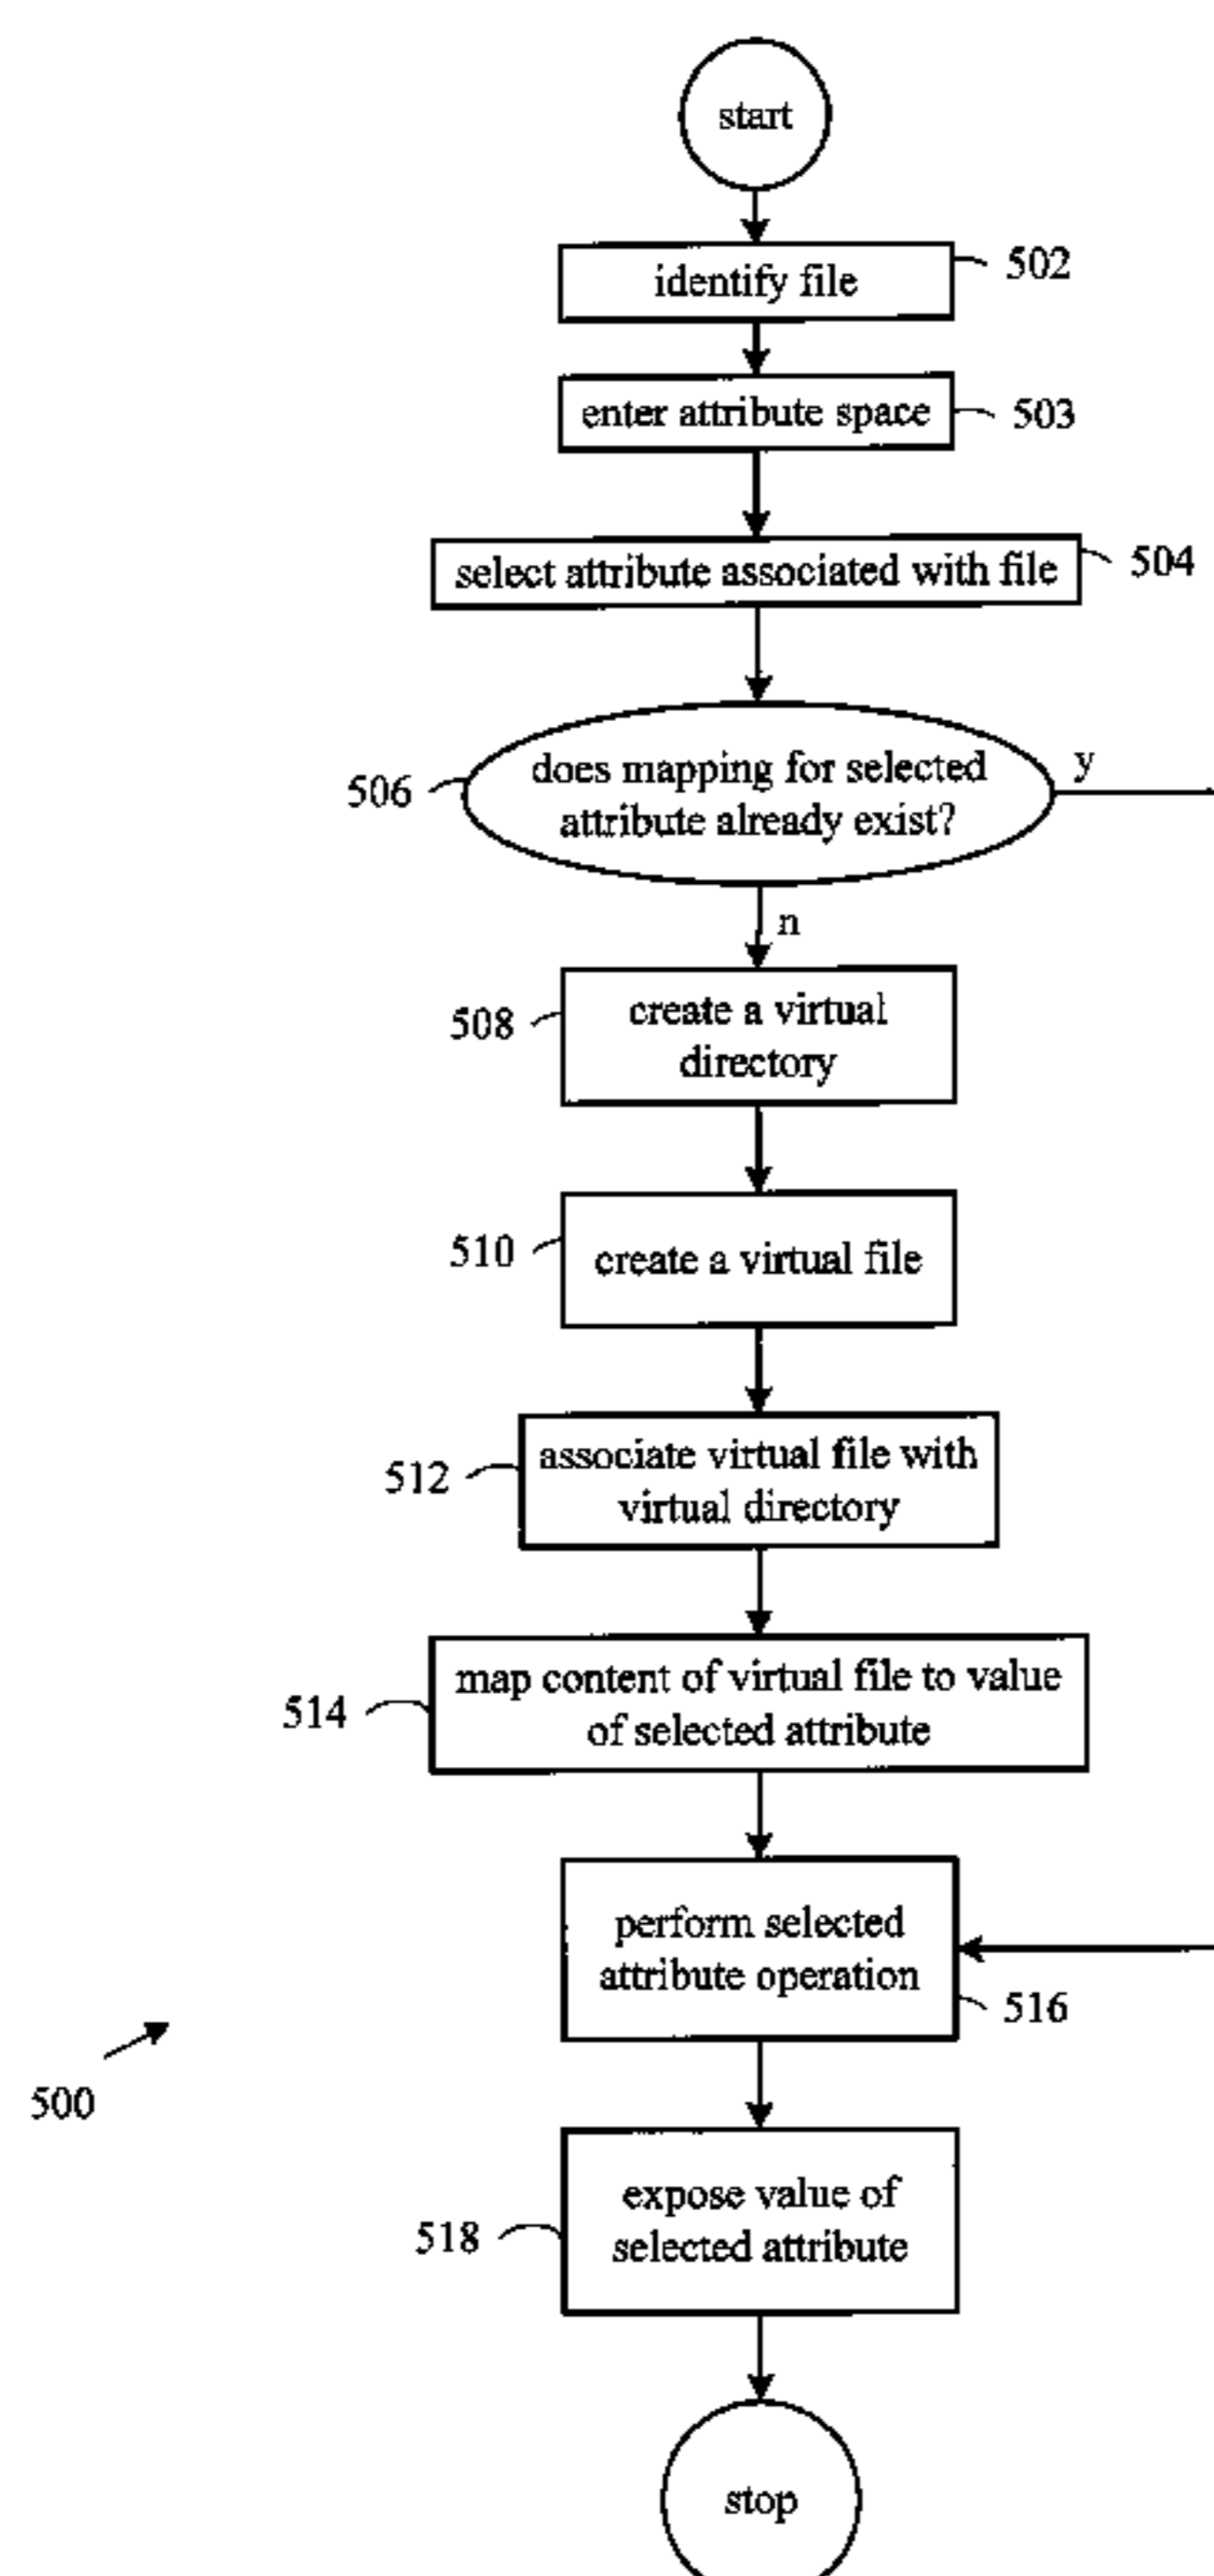 start
identify file
502
enter attribute space
503
select attribute associated with file
504
506
does mapping for selected
attribute already exist?
y
n
508
create a virtual
directory
510
create a virtual file
512
associate virtual file with
virtual directory
514
map content of virtual file to value
of selected attribute
perform selected
attribute operation
516
500
518
expose value of
selected attribute
stop